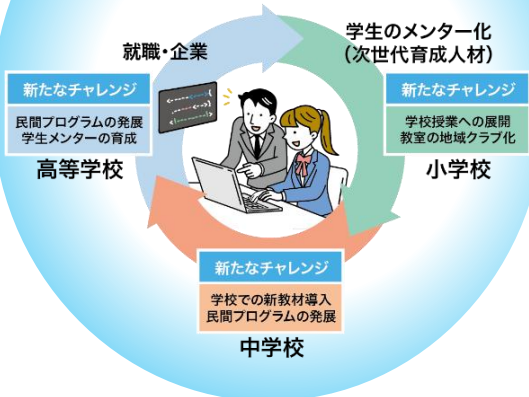 学生のメンター化
（次世代育成人材）
就職・企業
新たなチャレンジ
民間プログラムの発展
学生メンターの育成
高等学校
新たなチャレンジ
学校授業への展開
教室の地域クラブ化
小学校
新たなチャレンジ
学校での新教材導入
民間プログラムの発展
中学校